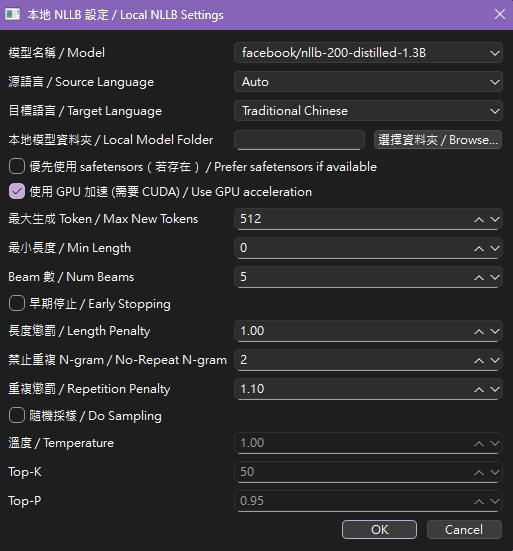 本地 NLLB 設定 / Local NLLB Settings
模型名稱 / Model facebook/nllb-200-distilled-1.3B
源語言 / Source Language Auto
目標語言 / Target Language Traditional Chinese
本地模型資料夾 / Local Model Folder 選擇資料夾 / Browse...
優先使用 safetensors（若存在）/ Prefer safetensors if available
使用 GPU 加速 (需要 CUDA) / Use GPU acceleration
最大生成 Token / Max New Tokens 512
最小長度 / Min Length 0
Beam 數 / Num Beams 5
早期停止 / Early Stopping
長度懲罰 / Length Penalty 1.00
禁止重複 N-gram / No-Repeat N-gram 2
重複懲罰 / Repetition Penalty 1.10
隨機採樣 / Do Sampling
溫度 / Temperature 1.00
Top-K 50
Top-P 0.95
OK Cancel